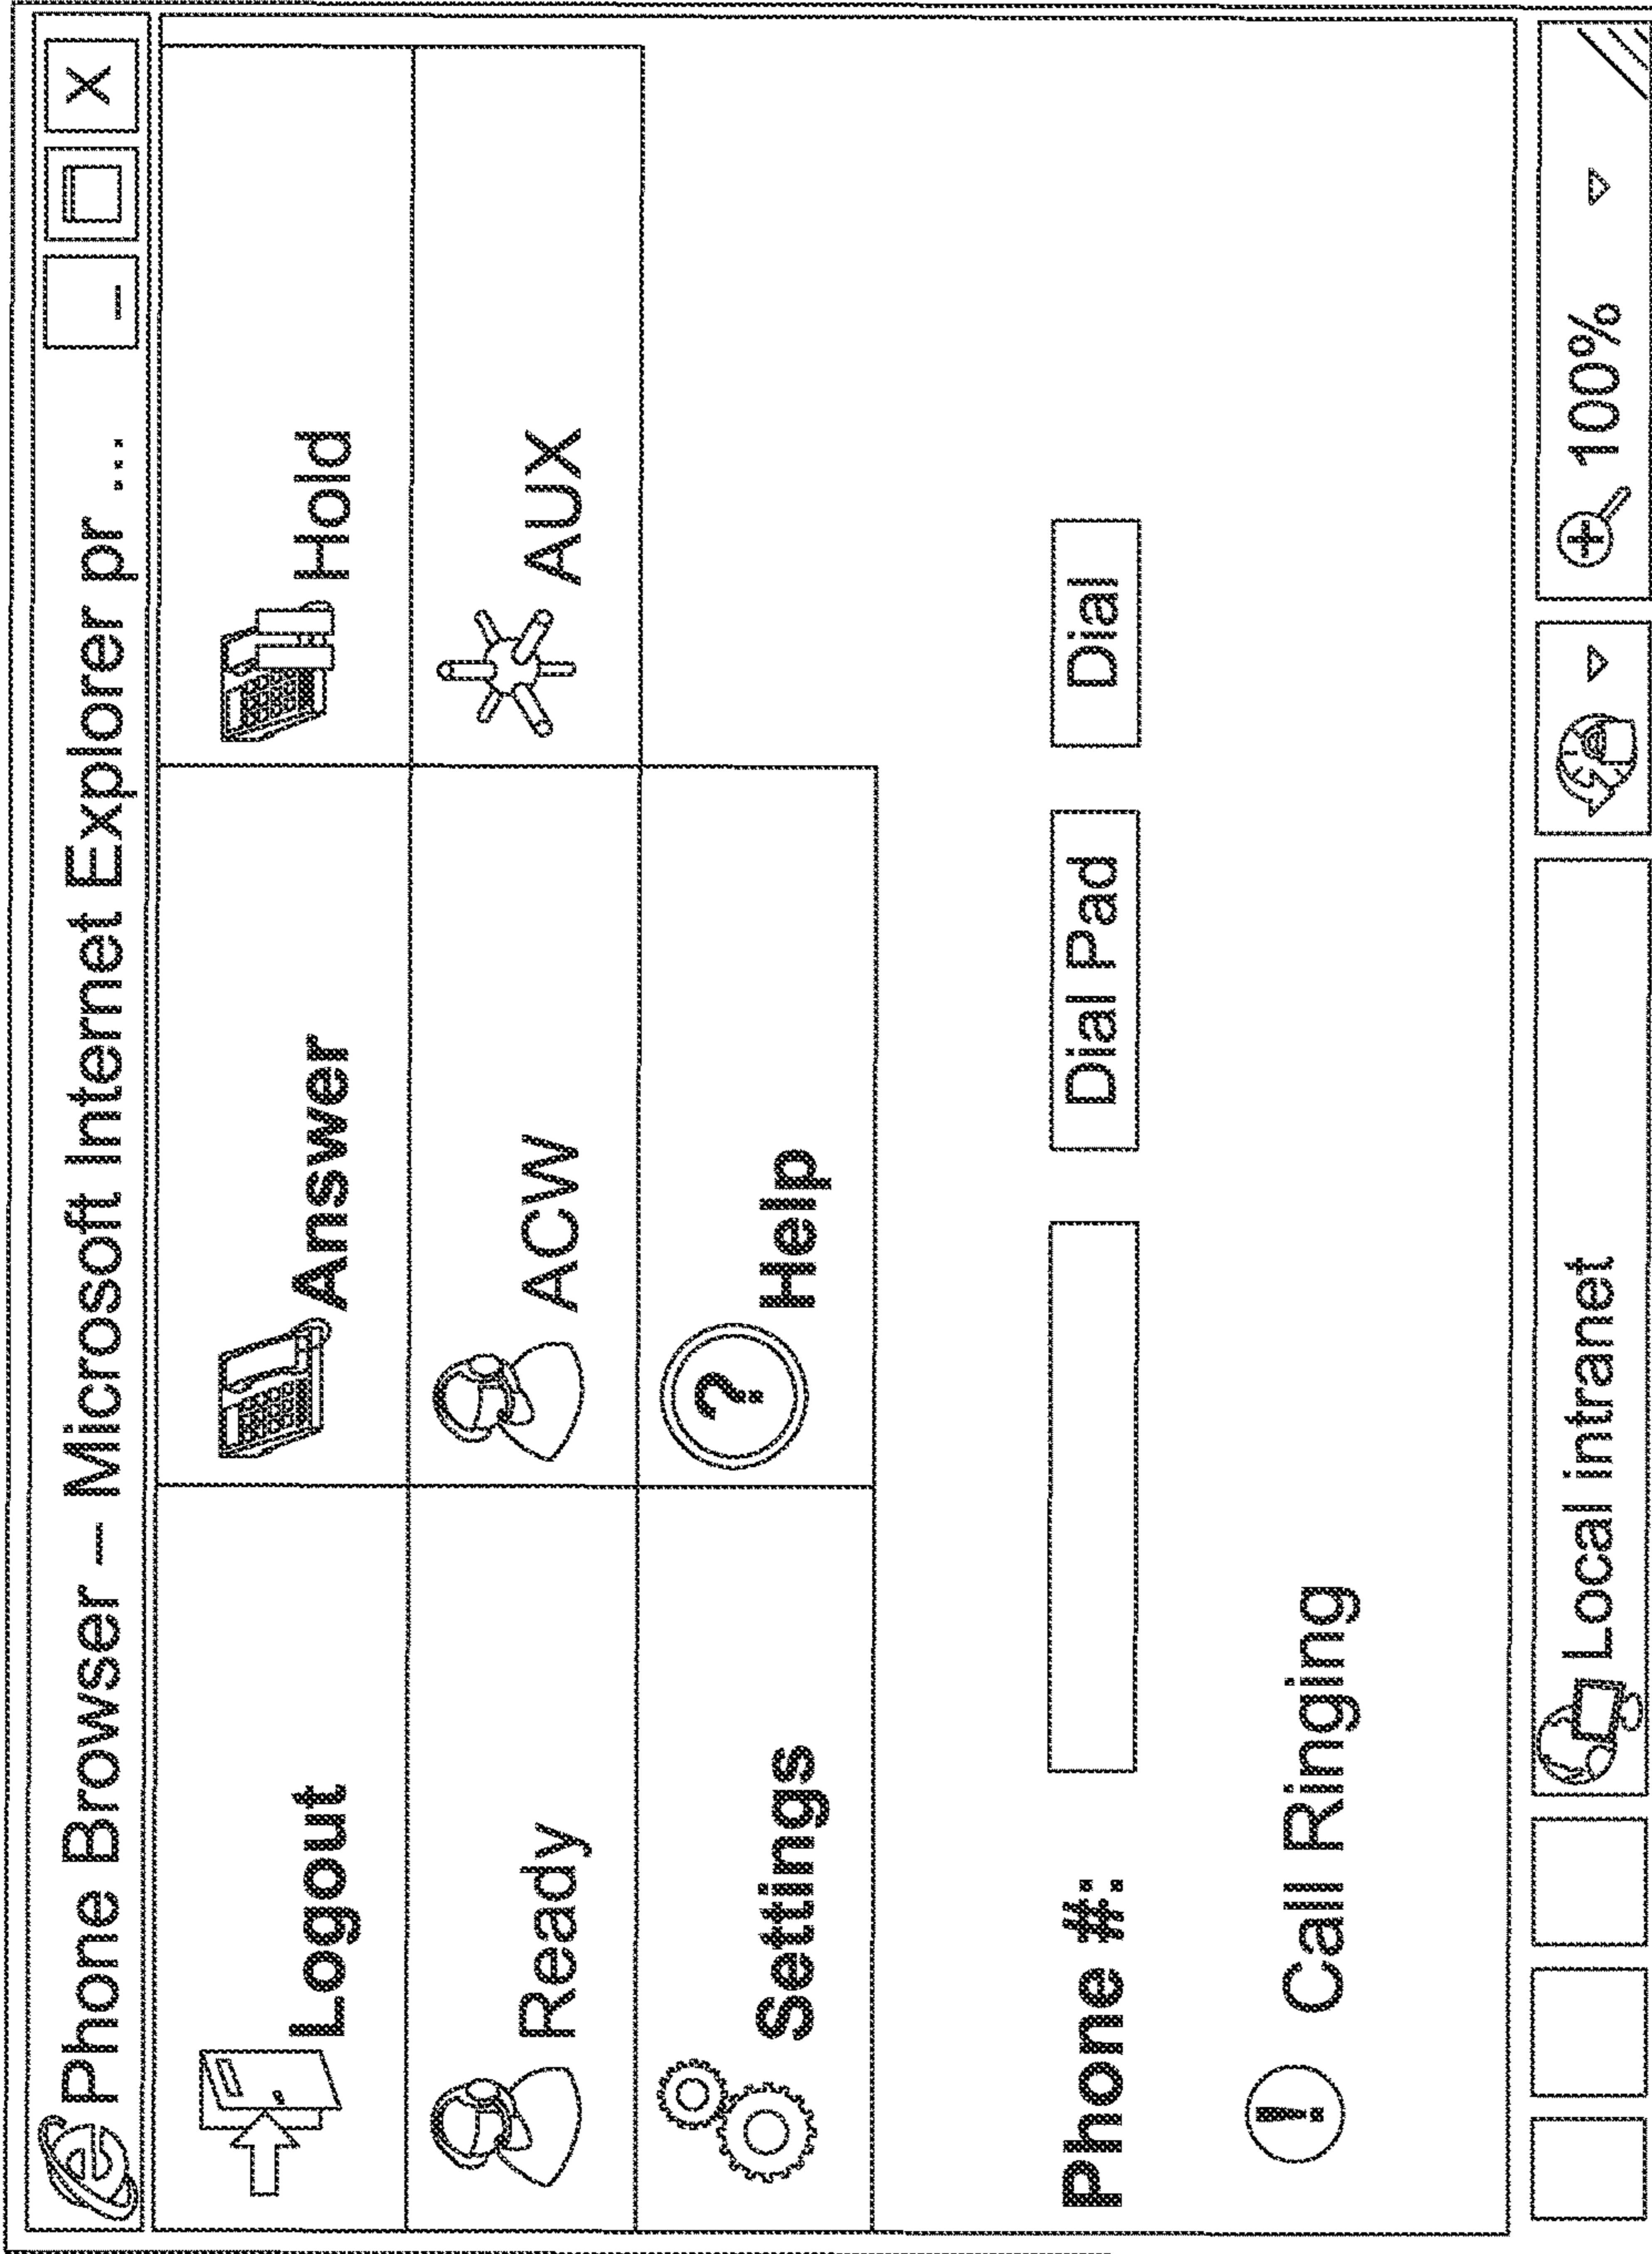 Phone Browser – Microsoft Internet Explorer pr ...
Logout Answer Hold
Ready ACW AUX
Settings Help
Phone #: Dial Pad Dial
! Call Ringing
Local intranet 100%